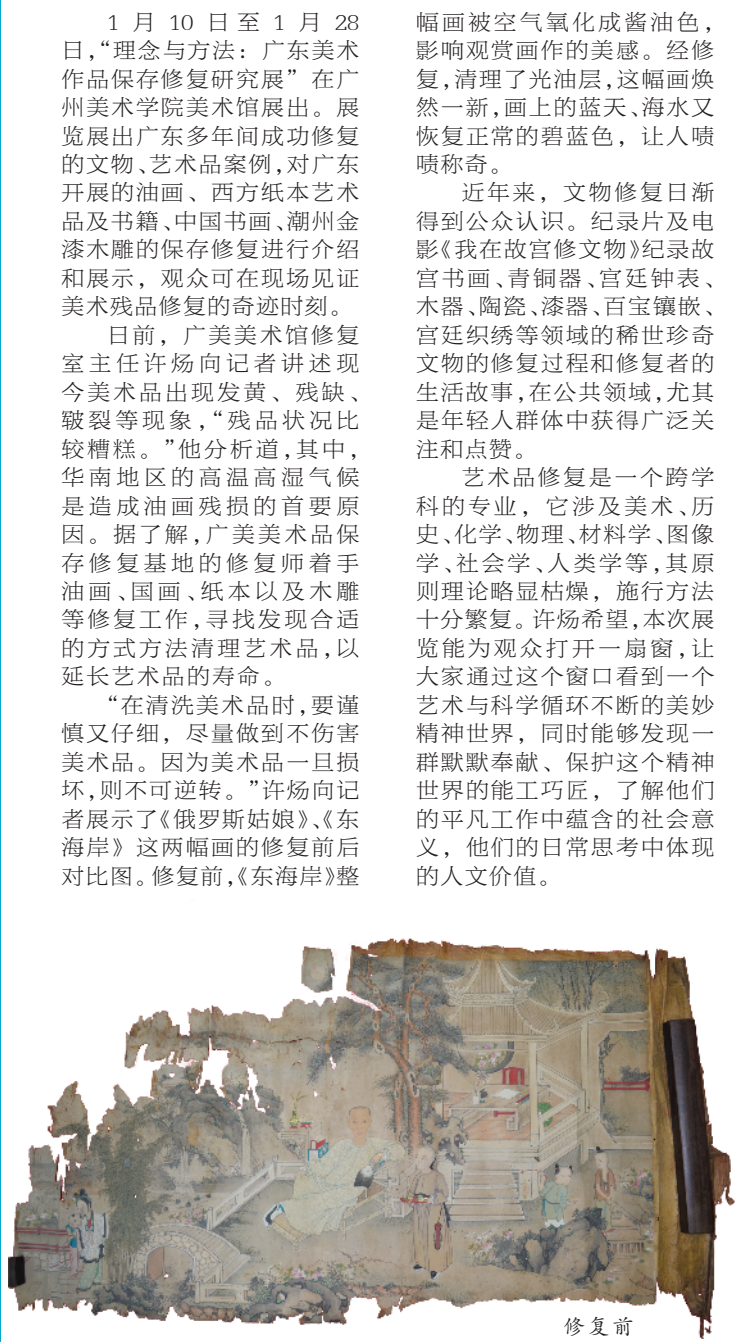 1 月 10 日 至 1 月 28
日,“理念与方法：广东美术
作品保存修复研究展”在广
州美术学院美术馆展出。展
览展出广东多年间成功修复
的文物、艺术品案例,对广东
开展的油画、西方纸本艺术
品及书籍、中国书画、潮州金
漆木雕的保存修复进行介绍
和展示，观众可在现场见证
美术残品修复的奇迹时刻。
日前，广美美术馆修复
室主任许炀向记者讲述现
今美术品出现发黄、残缺、
皲裂等现象,“残品状况比
较糟糕。”他分析道,其中,
华南地区的高温高湿气候
是造成油画残损的首要原
因。据了解,广美美术品保
存修复基地的修复师着手
油画、国画、纸本以及木雕
等修复工作,寻找发现合适
的方式方法清理艺术品,以
延长艺术品的寿命。
“在清洗美术品时,要谨
慎又仔细，尽量做到不伤害
美术品。因为美术品一旦损
坏,则不可逆转。”许炀向记
者展示了《俄罗斯姑娘》、《东
海岸》这两幅画的修复前后
对比图。修复前,《东海岸》整
幅画被空气氧化成酱油色,
影响观赏画作的美感。经修
复,清理了光油层,这幅画焕
然一新,画上的蓝天、海水又
恢复正常的碧蓝色，让人啧
啧称奇。
近年来，文物修复日渐
得到公众认识。纪录片及电
影《我在故宫修文物》纪录故
宫书画、青铜器、宫廷钟表、
木器、陶瓷、漆器、百宝镶嵌、
宫廷织绣等领域的稀世珍奇
文物的修复过程和修复者的
生活故事,在公共领域,尤其
是年轻人群体中获得广泛关
注和点赞。
艺术品修复是一个跨学
科的专业，它涉及美术、历
史、化学、物理、材料学、图像
学、社会学、人类学等,其原
则理论略显枯燥，施行方法
十分繁复。许炀希望,本次展
览能为观众打开一扇窗,让
大家通过这个窗口看到一个
艺术与科学循环不断的美妙
精神世界，同时能够发现一
群默默奉献、保护这个精神
世界的能工巧匠，了解他们
的平凡工作中蕴含的社会意
义，他们的日常思考中体现
的人文价值。
修复前